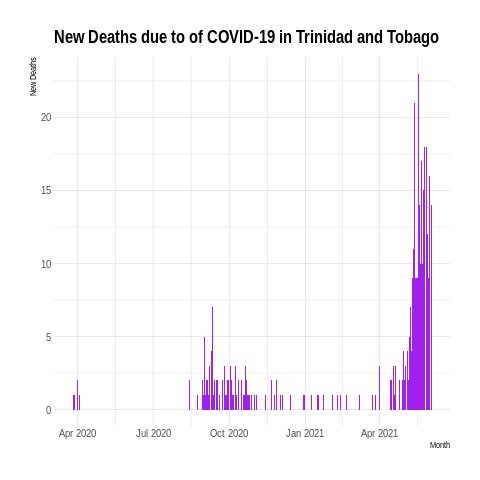 New Deaths due to of COVID-19 in Trinidad and Tobago
New Deaths
20
15
10
5
0
Apr 2020 Jul 2020 Oct 2020 Jan 2021 Apr 2021
Month